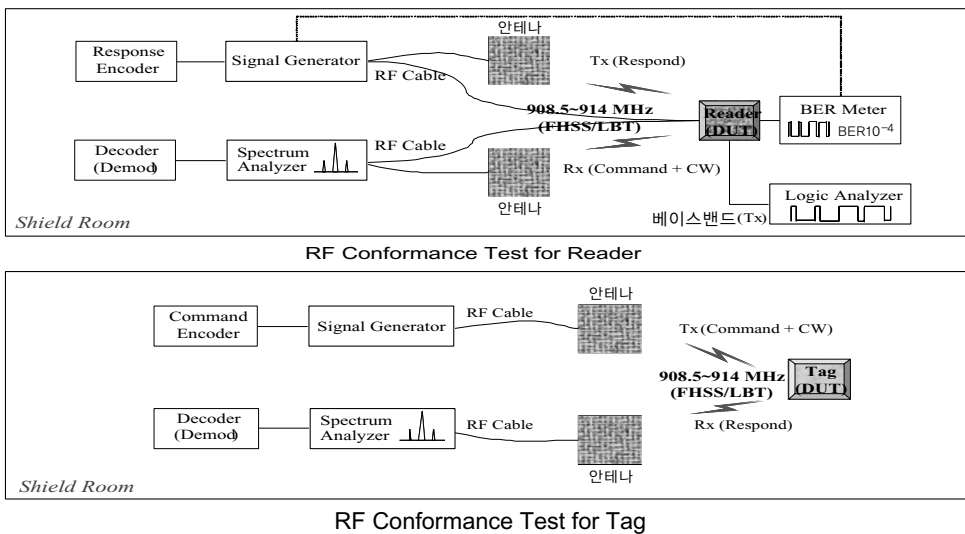 안테나
Response
Encoder
Signal Generator
RF Cable
Tx (Respond)
908.5~914 MHz
(FHSS/LBT)
Reader
(DUT)
BER Meter
BER10-4
Decoder
(Demod)
Spectrum
Analyzer
RF Cable
Rx (Command + CW)
안테나
Logic Analyzer
베이스밴드(Tx)
Shield Room
RF Conformance Test for Reader
안테나
Command
Encoder
Signal Generator
RF Cable
Tx (Command + CW)
908.5~914 MHz
(FHSS/LBT)
Tag
(DUT)
Decoder
(Demod)
Spectrum
Analyzer
RF Cable
Rx (Respond)
안테나
Shield Room
RF Conformance Test for Tag